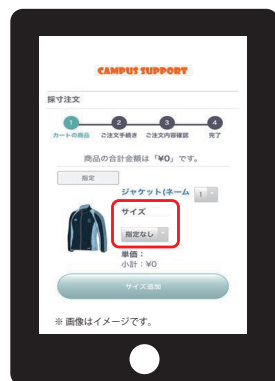 CAMPUS SUPPORT
採寸注文
1 2 3 4
カートの商品 ご注文手続き ご注文内容確認 完了
商品の合計金額は「¥0」です。
指定
ジャケット(ネーム 1
サイズ
指定なし
単価：
小計：¥0
サイズ追加
※ 画像はイメージです。